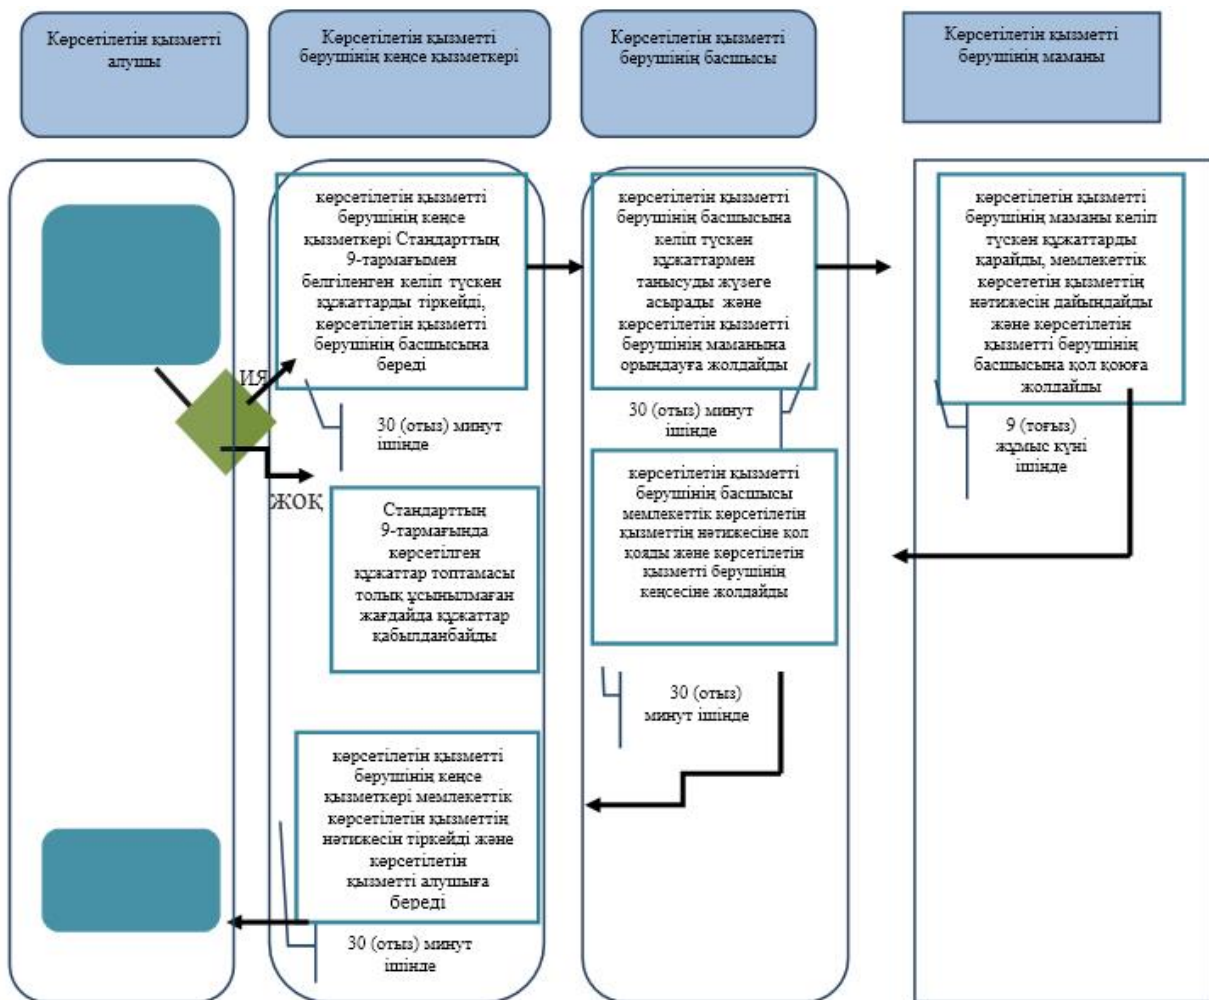 Көрсетілетін қызметті
алушы
Көрсетілетін қызметті
берушінің кеңсе қызметкері
Көрсетілетін қызметті
берушінің басшысы
Көрсетілетін қызметті
берушінің маманы
көрсетілетін қызметті
берушінің кеңсе
қызметкері Стандарттың
9-тармағымен
белгіленген келіп түскен
құжаттарды тіркейді,
көрсетілетін қызметті
берушінің басшысына
береді
көрсетілетін қызметті
берушінің басшысына
келіп түскен
құжаттармен
танысуды жүзеге
асырады және
көрсетілетін қызметті
берушінің маманына
орындауға жолдайды
көрсетілетін қызметті
берушінің маманы келіп
түскен құжаттарды
қарайды, мемлекеттік
көрсететін қызметтің
нәтижесін дайындайды
және көрсетілетін
қызметті берушінің
басшысына қол қоюға
жолдайды
ИЯ
30 (отыз) минут
ішінде
30 (отыз) минут
ішінде
9 (тоғыз)
жұмыс күні
ішінде
ЖОҚ
Стандарттың
9-тармағында
көрсетілген
құжаттар топтамасы
толық ұсынылмаған
жағдайда құжаттар
қабылданбайды
көрсетілетін қызметті
берушінің басшысы
мемлекеттік көрсетілетін
қызметтің нәтижесіне қол
қояды және көрсетілетін
қызметті берушінің
кеңсесіне жолдайды
30 (отыз)
минут ішінде
көрсетілетін қызметті
берушінің кеңсе
қызметкері мемлекеттік
көрсетілетін қызметтің
нәтижесін тіркейді және
көрсетілетін
қызметті алушыға
береді
30 (отыз) минут
ішінде